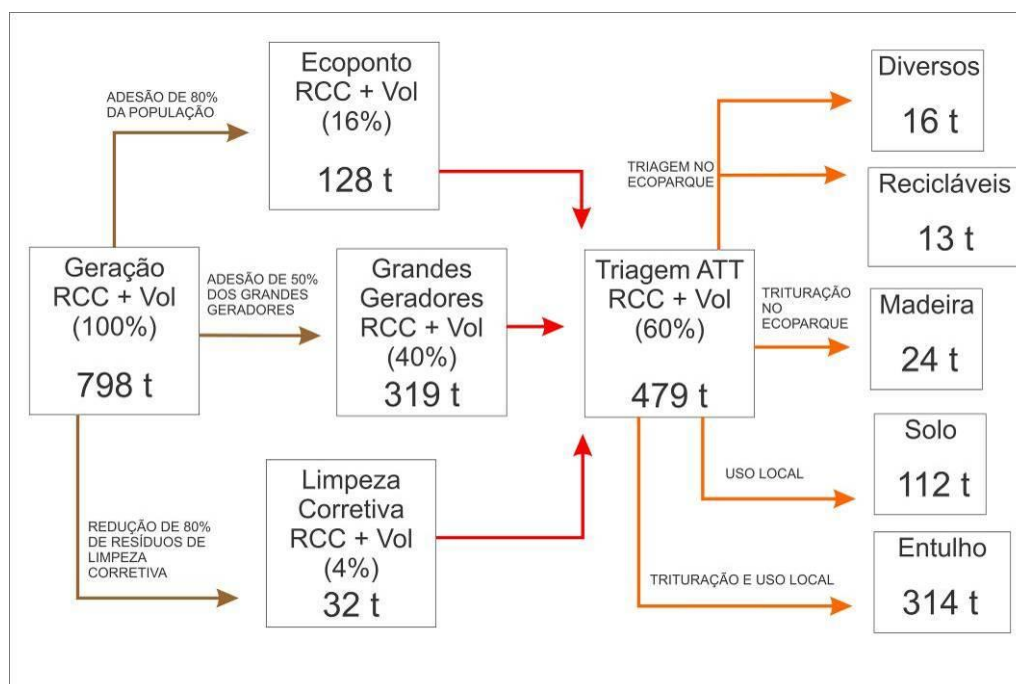 ADESÃO DE 80%
DA POPULAÇÃO
Ecoponto
RCC + Vol
(16%)
128 t
Geração
RCC + Vol
(100%)
798 t
ADESÃO DE 50%
DOS GRANDES
GERADORES
Grandes
Geradores
RCC + Vol
(40%)
319 t
REDUÇÃO DE 80%
DE RESÍDUOS DE
LIMPEZA
CORRETIVA
Limpeza
Corretiva
RCC + Vol
(4%)
32 t
Triagem ATT
RCC + Vol
(60%)
479 t
TRIAGEM NO
ECOPARQUE
Diversos
16 t
Recicláveis
13 t
TRITURAÇÃO
NO
ECOPARQUE
Madeira
24 t
USO LOCAL
Solo
112 t
TRITURAÇÃO E USO LOCAL
Entulho
314 t